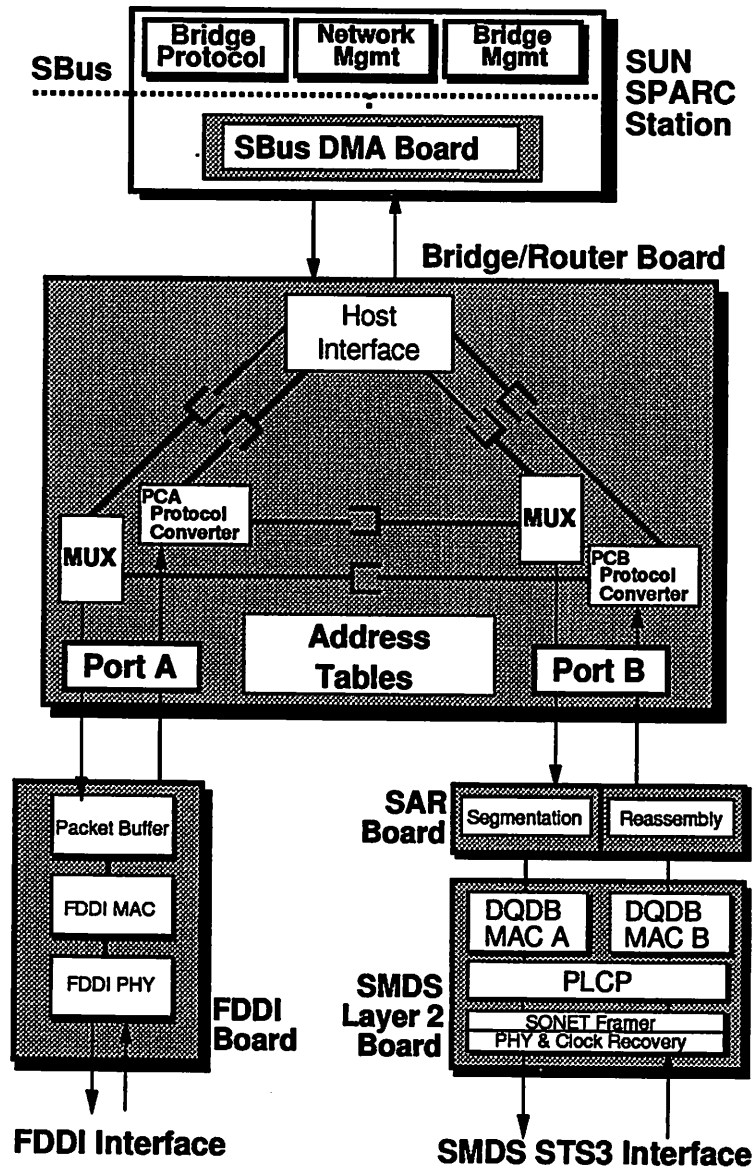 Bridge
Protocol
Network
Mgmt
Bridge
Mgmt
SBus
SUN
SPARC
Station
SBus DMA Board
Bridge/Router Board
Host
Interface
PCA
Protocol
Converter
MUX
MUX
PCB
Protocol
Converter
Port A
Address
Tables
Port B
Packet Buffer
FDDI MAC
FDDI PHY
FDDI
Board
SAR
Board
Segmentation
Reassembly
DQDB
MAC A
DQDB
MAC B
PLCP
SMDS
Layer 2
Board
SONET Framer
PHY & Clock Recovery
FDDI Interface
SMDS STS3 Interface